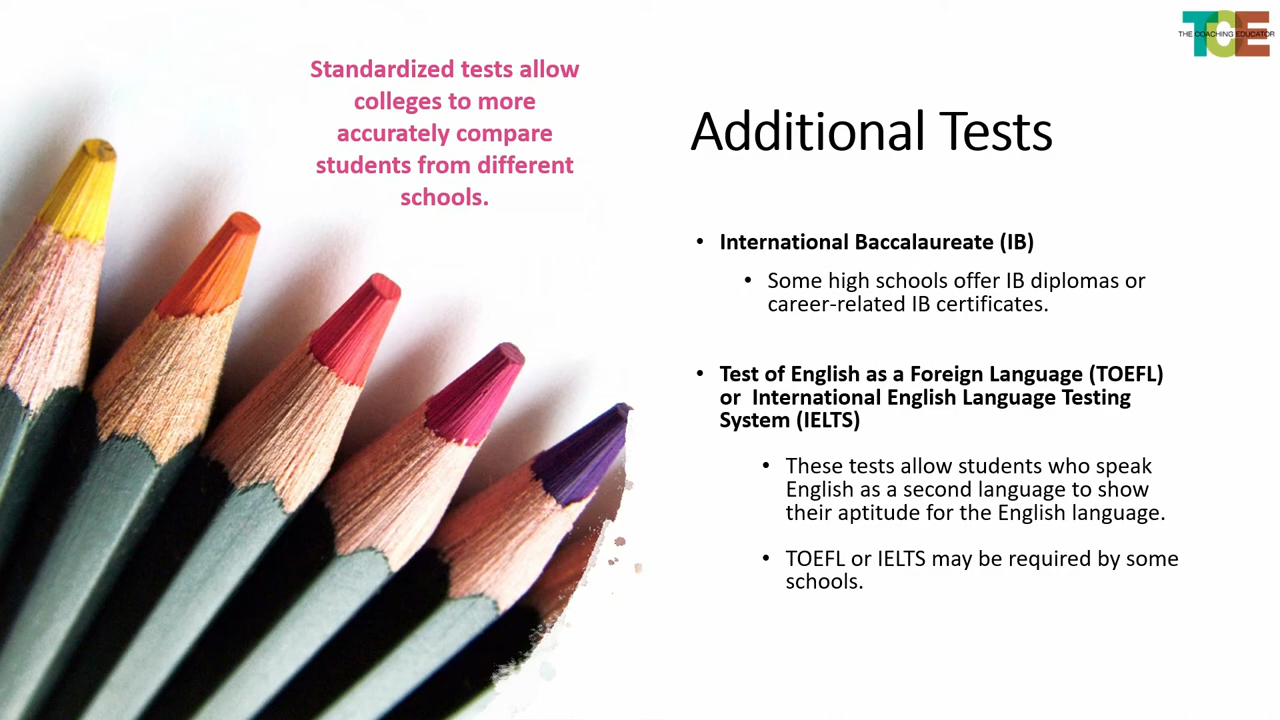 TCE
THE COACHING EDUCATOR
Standardized tests allow
colleges to more
accurately compare
students from different
schools.
Additional Tests
• International Baccalaureate (IB)
• Some high schools offer IB diplomas or
career-related IB certificates.
• Test of English as a Foreign Language (TOEFL)
or  International English Language Testing
System (IELTS)
• These tests allow students who speak
English as a second language to show
their aptitude for the English language.
• TOEFL or IELTS may be required by some
schools.